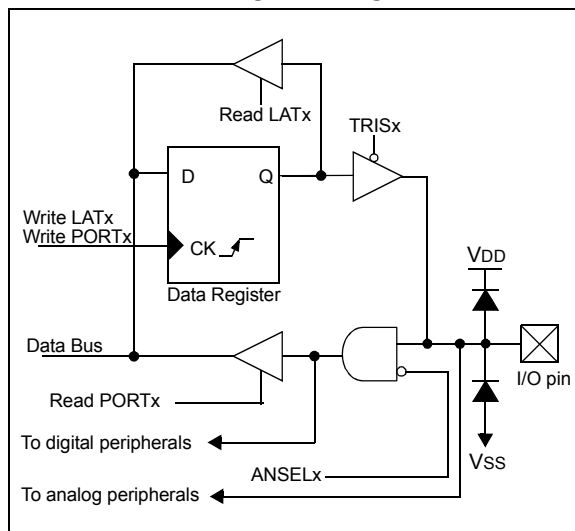 Read LATx
TRISx
D
Q
Write LATx
Write PORTx
CK
Data Register
VDD
Data Bus
I/O pin
Read PORTx
To digital peripherals
ANSELx
VSS
To analog peripherals